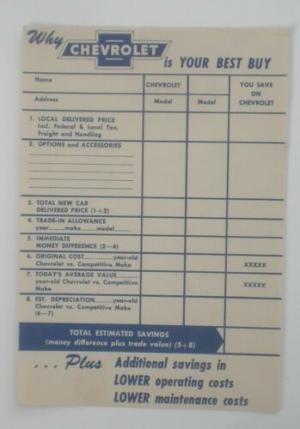 Why CHEVROLET
is YOUR BEST BUY
Name
CHEVROLET
YOU SAVE
ON
CHEVROLET
Address
Model
Model
1. LOCAL DELIVERED PRICE
Incl. Federal & Local Tax,
Freight and Handling
2. OPTIONS and ACCESSORIES
3. TOTAL NEW CAR
DELIVERED PRICE (1+2)
4. TRADE-IN ALLOWANCE
year......make......model......
5. IMMEDIATE
MONEY DIFFERENCE (3—4)
6. ORIGINAL COST......year-old
Chevrolet vs. Competitive Make
XXXXX
7. TODAY'S AVERAGE VALUE......
year-old Chevrolet vs. Competitive
Make
XXXXX
8. EST. DEPRECIATION......year-old
Chevrolet vs. Competitive Make
(6—7)
TOTAL ESTIMATED SAVINGS
(money difference plus trade value) (5+8)
... Plus Additional savings in
LOWER operating costs
LOWER maintenance costs